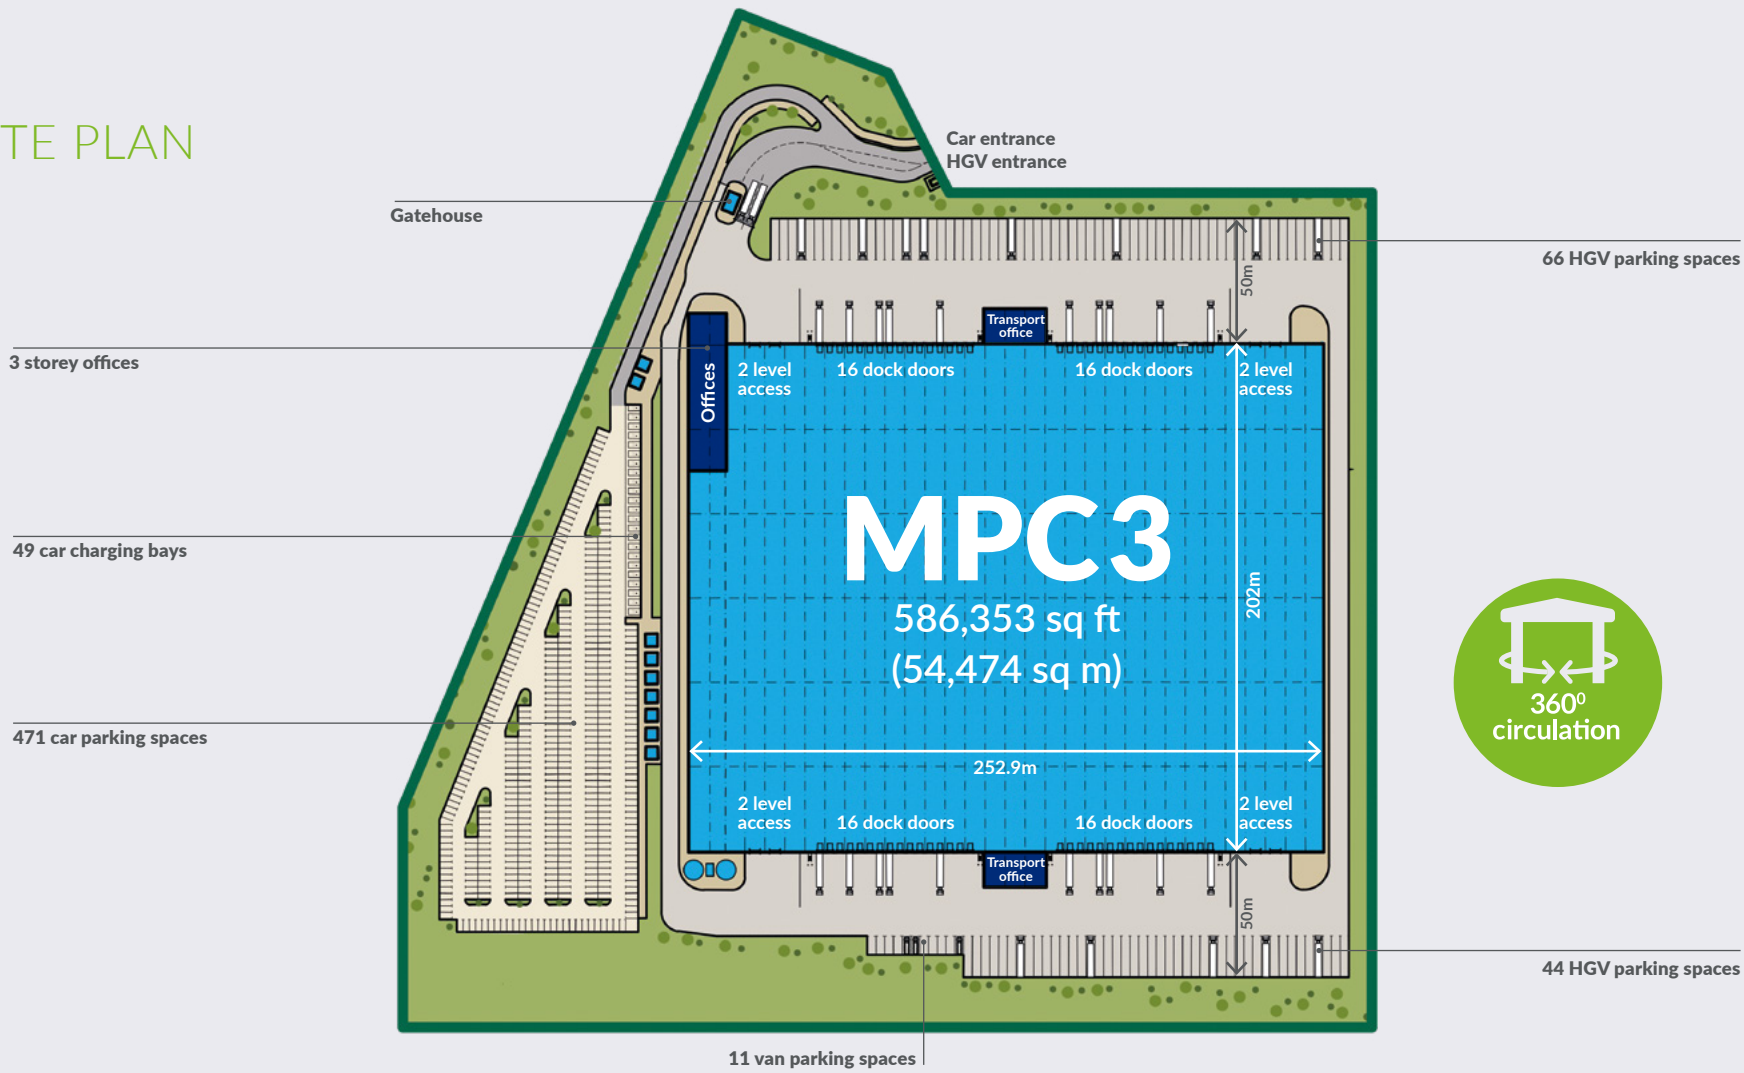 TE PLAN
Car entrance
HGV entrance
Gatehouse
66 HGV parking spaces
50m
Transport
office
3 storey offices
Offices
2 level
access
16 dock doors
16 dock doors
2 level
access
MPC3
586,353 sq ft
(54,474 sq m)
202m
49 car charging bays
360⁰
circulation
471 car parking spaces
252.9m
2 level
access
16 dock doors
16 dock doors
2 level
access
Transport
office
50m
44 HGV parking spaces
11 van parking spaces